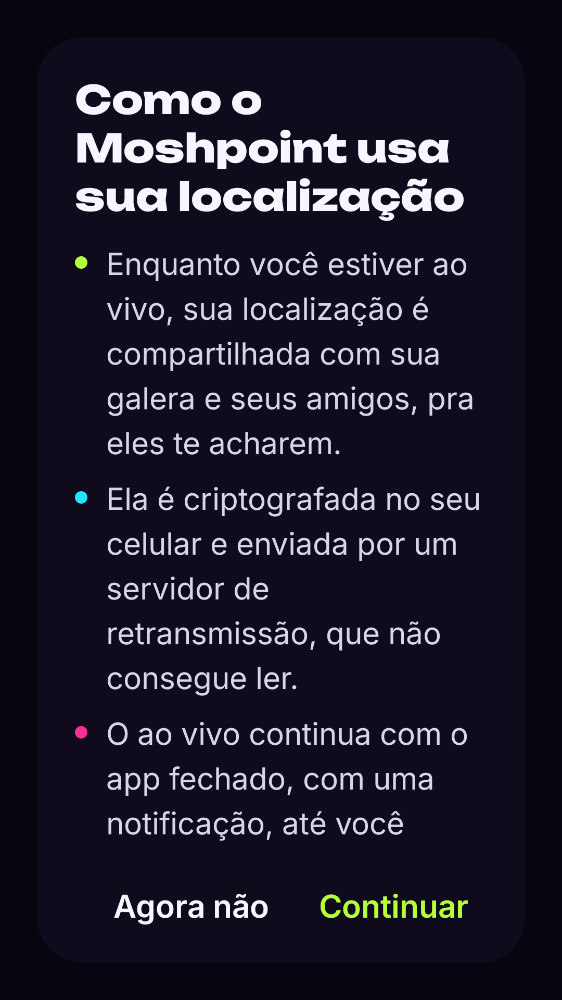 Como o
Moshpoint usa
sua localização
Enquanto você estiver ao
vivo, sua localização é
compartilhada com sua
galera e seus amigos, pra
eles te acharem.
Ela é criptografada no seu
celular e enviada por um
servidor de
retransmissão, que não
consegue ler.
O ao vivo continua com o
app fechado, com uma
notificação, até você
Agora não Continuar